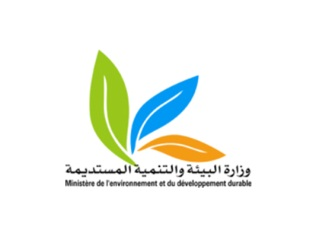 وزارة البيئة والتنمية المستديمة
Ministère de l'environnement et du développement durable